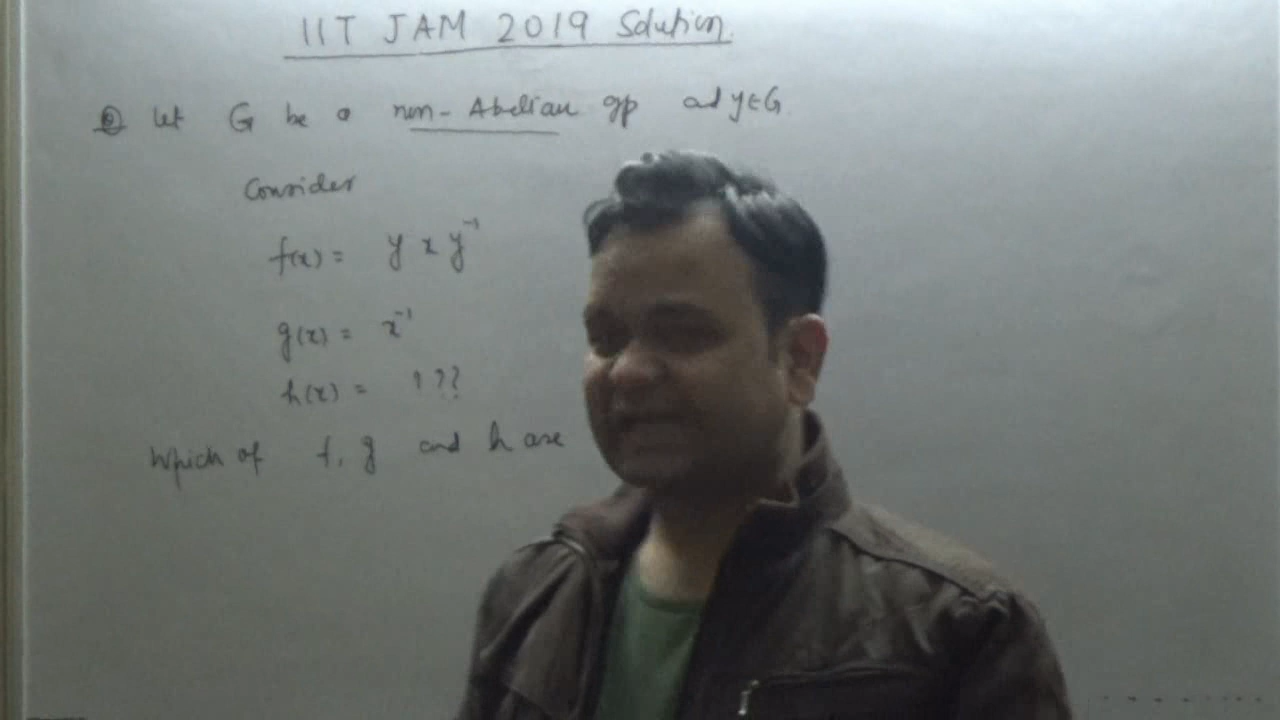 IIT JAM 2019 Solution.
Q Let G be a non-Abelian gp and y∈G.
Consider
f(x) = y x y⁻¹
g(x) = x⁻¹
h(x) = ???
Which of f, g and h are